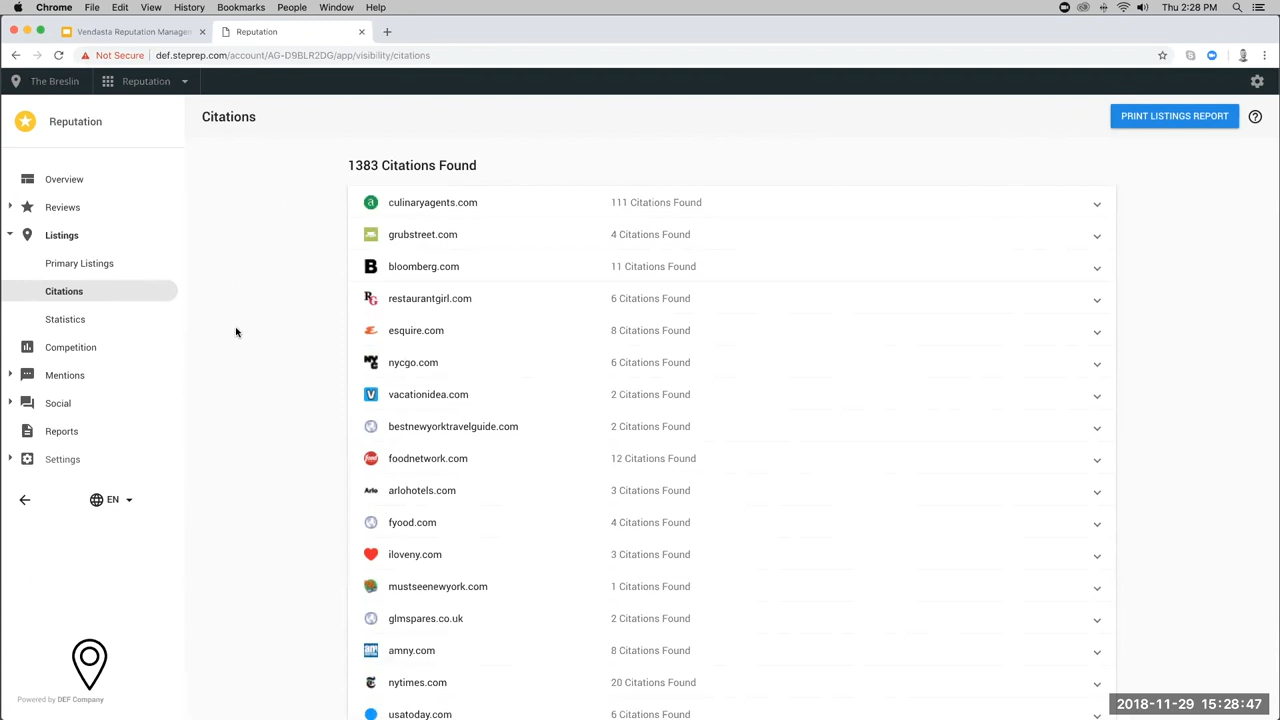 Chrome File Edit View History Bookmarks People Window Help Thu 2:28 PM
Vendasta Reputation Manager Reputation
Not Secure def.steprep.com/account/AG-D9BLR2DG/app/visibility/citations
The Breslin Reputation
Reputation
Overview
Reviews
Listings
Primary Listings
Citations
Statistics
Competition
Mentions
Social
Reports
Settings
EN
Powered by DEF Company
Citations
PRINT LISTINGS REPORT
1383 Citations Found
culinaryagents.com 111 Citations Found
grubstreet.com 4 Citations Found
B bloomberg.com 11 Citations Found
RG restaurantgirl.com 6 Citations Found
esquire.com 8 Citations Found
NYC nycgo.com 6 Citations Found
V vacationidea.com 2 Citations Found
bestnewyorktravelguide.com 2 Citations Found
food foodnetwork.com 12 Citations Found
Arlo arlohotels.com 3 Citations Found
fyood.com 4 Citations Found
iloveny.com 3 Citations Found
mustseenewyork.com 1 Citations Found
glmspares.co.uk 2 Citations Found
am amny.com 8 Citations Found
nytimes.com 20 Citations Found
usatoday.com 6 Citations Found
2018-11-29 15:28:47